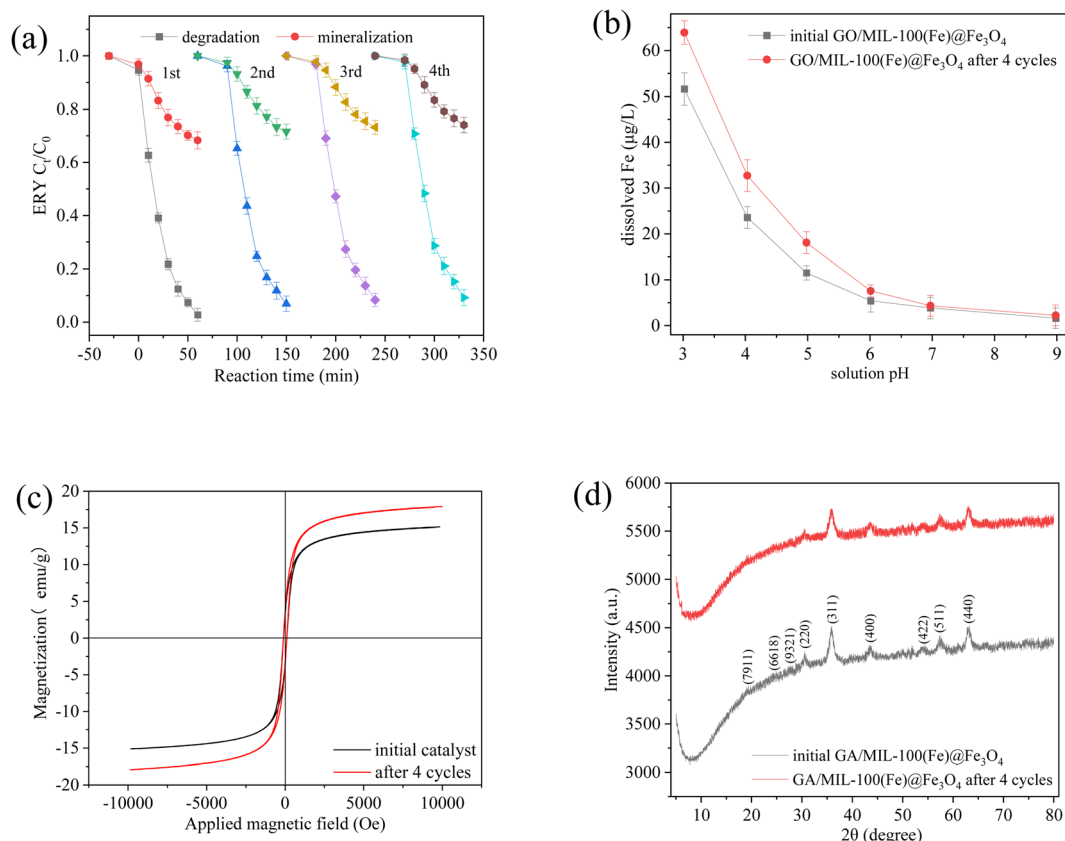 (a)
degradation mineralization
1st 2nd 3rd 4th
1.0
0.8
0.6
0.4
0.2
0.0
ERY Ct/C0
-50 0 50 100 150 200 250 300 350
Reaction time (min)
(b)
initial GO/MIL-100(Fe)@Fe3O4
GO/MIL-100(Fe)@Fe3O4 after 4 cycles
60
50
40
30
20
10
0
dissolved Fe (μg/L)
3 4 5 6 7 8 9
solution pH
(c)
20
15
10
5
0
-5
-10
-15
-20
Magnetization( emu/g)
initial catalyst
after 4 cycles
-10000 -5000 0 5000 10000
Applied magnetic field (Oe)
(d)
6000
5500
5000
4500
4000
3500
3000
Intensity (a.u.)
(7911) (6618) (9321) (220) (311) (400) (422) (511) (440)
initial GA/MIL-100(Fe)@Fe3O4
GA/MIL-100(Fe)@Fe3O4 after 4 cycles
10 20 30 40 50 60 70 80
2θ (degree)